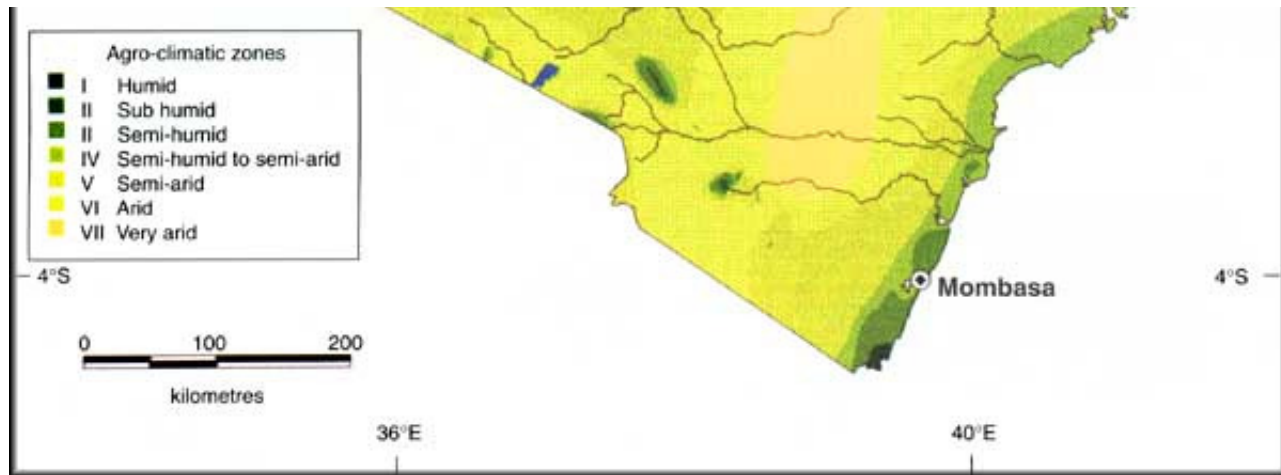 Agro-climatic zones
I Humid
II Sub humid
II Semi-humid
IV Semi-humid to semi-arid
V Semi-arid
VI Arid
VII Very arid
4°S
4°S
Mombasa
0 100 200
kilometres
36°E 40°E